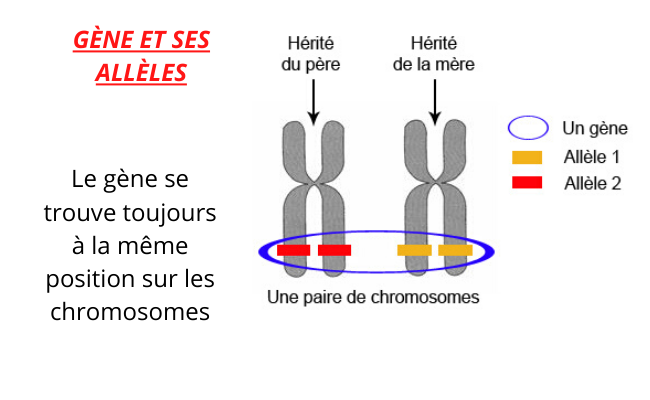 GÈNE ET SES
ALLÈLES
Le gène se
trouve toujours
à la même
position sur les
chromosomes
Hérité
du père
Hérité
de la mère
Une paire de chromosomes
Un gène
Allèle 1
Allèle 2